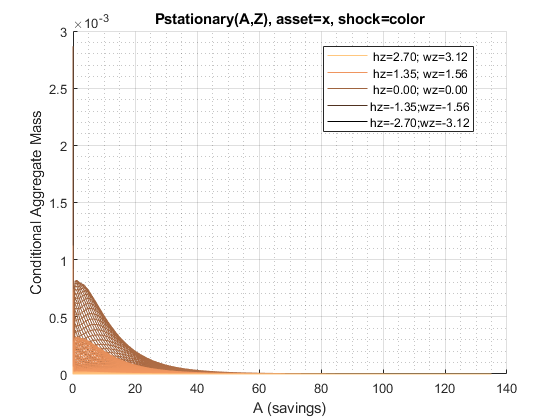 Pstationary(A,Z), asset=x, shock=color
×10⁻³
3
2.5
2
1.5
1
0.5
0
Conditional Aggregate Mass
hz=2.70; wz=3.12
hz=1.35; wz=1.56
hz=0.00; wz=0.00
hz=-1.35;wz=-1.56
hz=-2.70;wz=-3.12
0 20 40 60 80 100 120 140
A (savings)